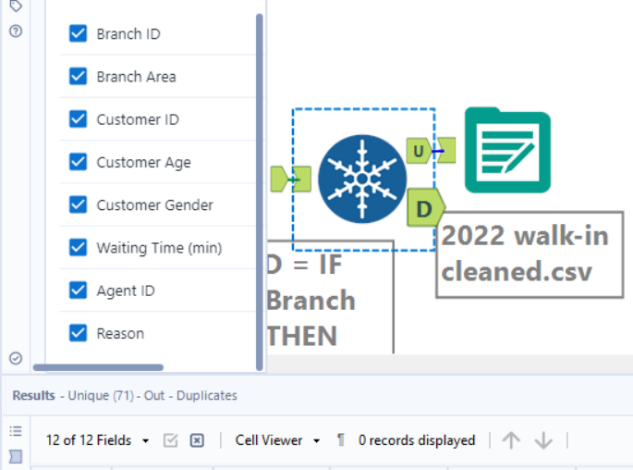 Branch ID
Branch Area
Customer ID
Customer Age
Customer Gender
Waiting Time (min)
Agent ID
Reason
U
D
2022 walk-in
cleaned.csv
D = IF
Branch
THEN
Results - Unique (71) - Out - Duplicates
12 of 12 Fields
Cell Viewer
0 records displayed